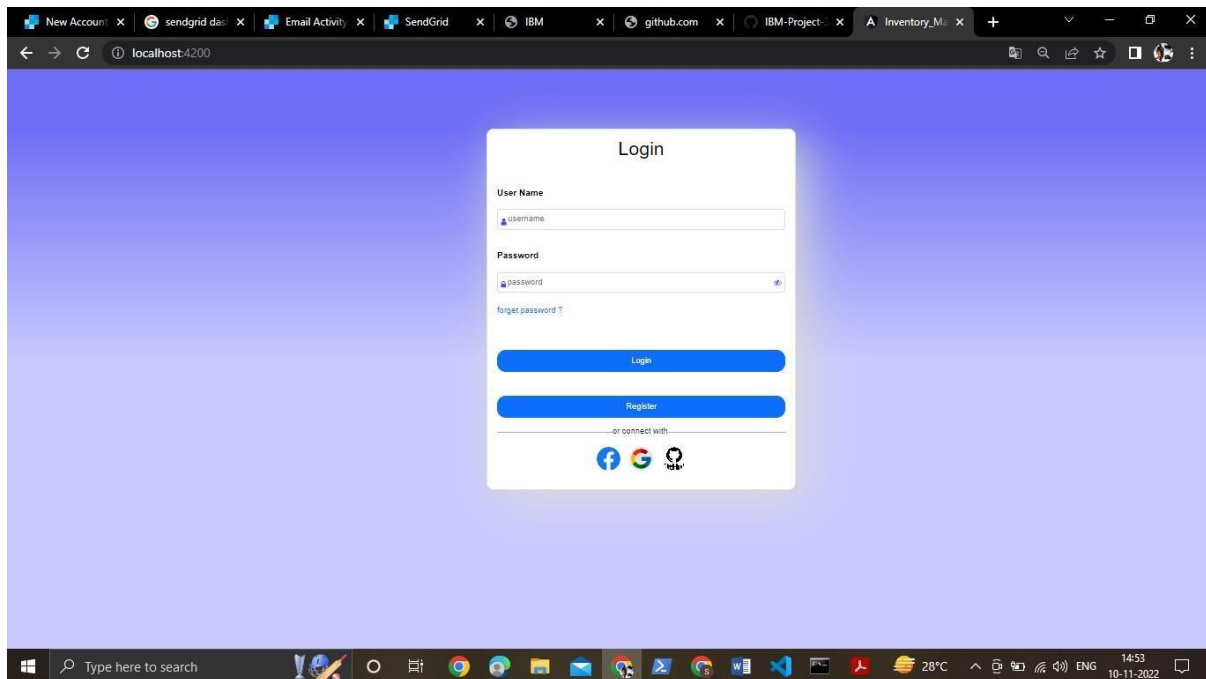 New Account
sendgrid das
Email Activity
SendGrid
IBM
github.com
IBM-Project-
Inventory_Ma
localhost:4200
Login
User Name
username
Password
password
forget password ?
Login
Register
or connect with
Type here to search
28°C
ENG
14:53
10-11-2022